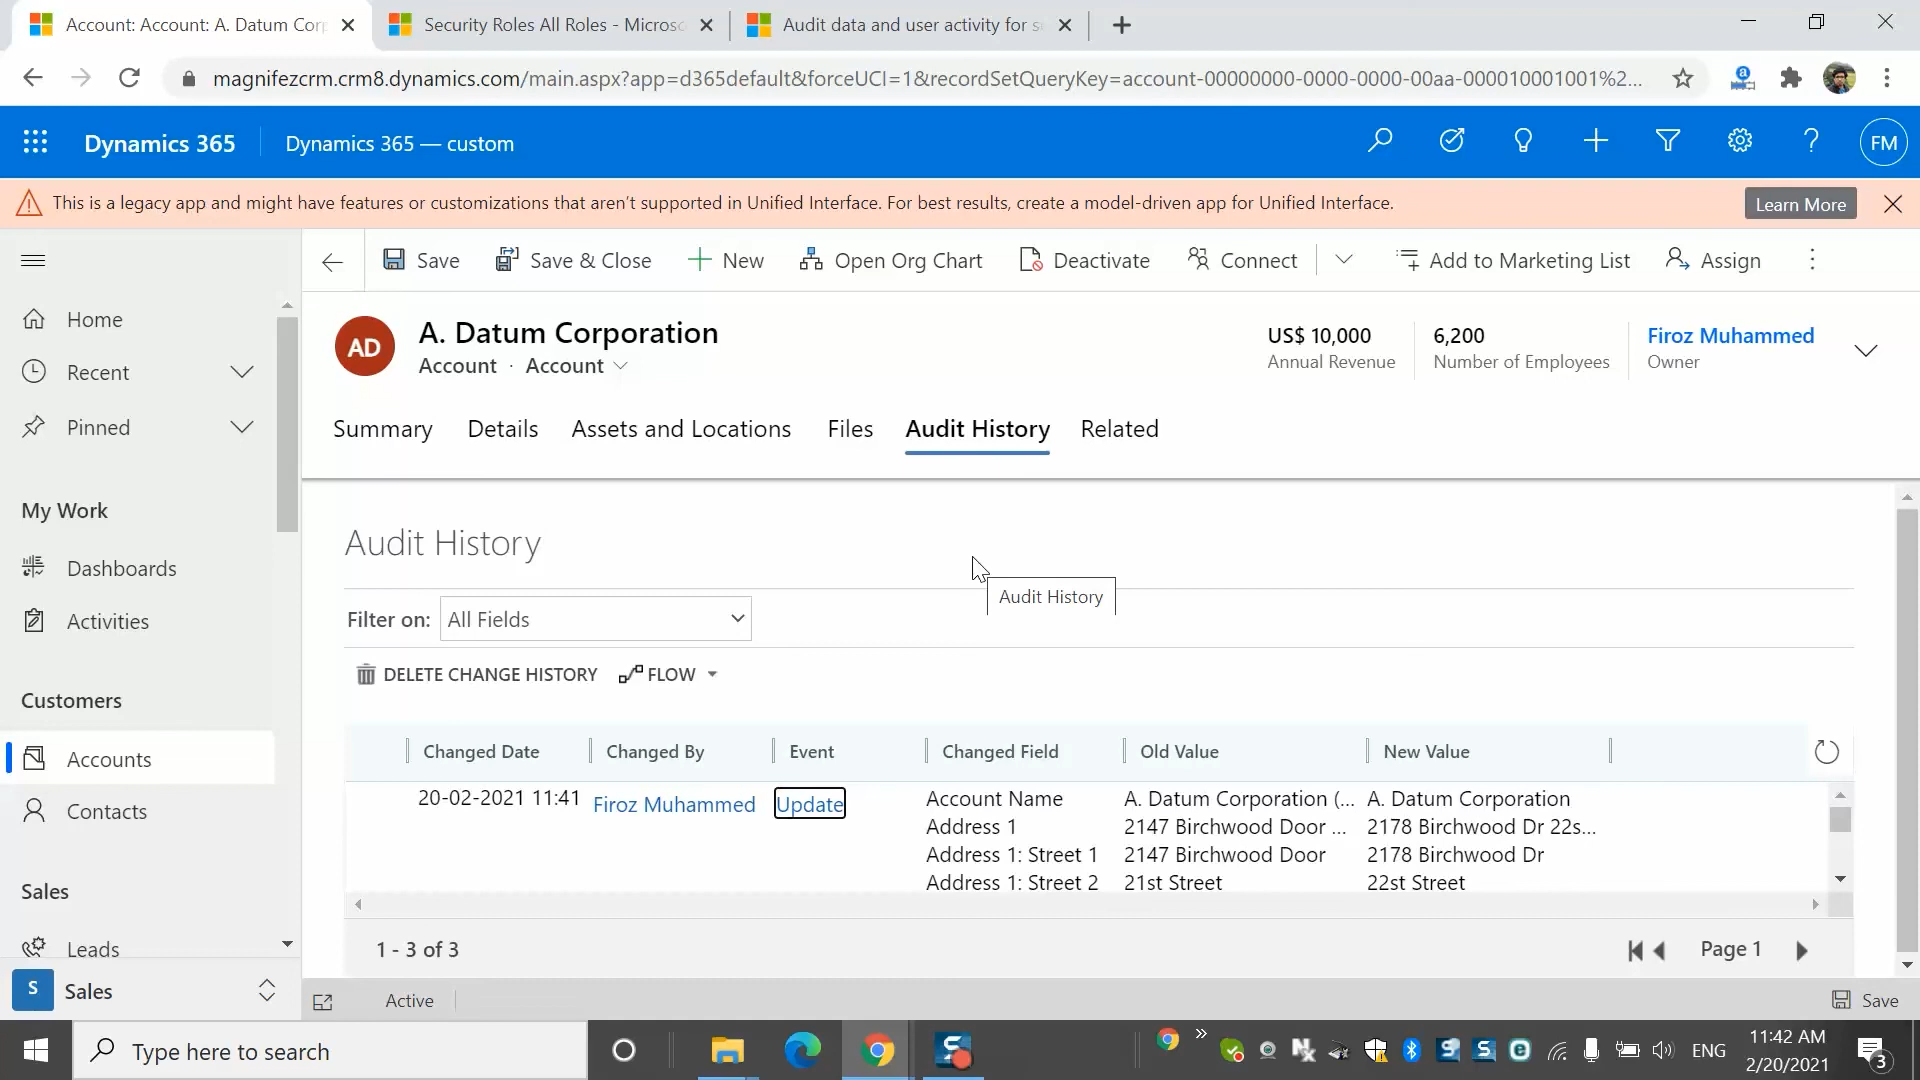 Account: Account: A. Datum Corp
Security Roles All Roles - Micros
Audit data and user activity for s
magnifezcrm.crm8.dynamics.com/main.aspx?app=d365default&forceUCI=1&recordSetQueryKey=account-00000000-0000-0000-00aa-000010001001%2...
Dynamics 365
Dynamics 365 — custom
FM
This is a legacy app and might have features or customizations that aren't supported in Unified Interface. For best results, create a model-driven app for Unified Interface.
Learn More
Save
Save & Close
New
Open Org Chart
Deactivate
Connect
Add to Marketing List
Assign
Home
Recent
Pinned
My Work
Dashboards
Activities
Customers
Accounts
Contacts
Sales
Leads
S Sales
AD
A. Datum Corporation
Account · Account
US$ 10,000
Annual Revenue
6,200
Number of Employees
Firoz Muhammed
Owner
Summary
Details
Assets and Locations
Files
Audit History
Related
Audit History
Audit History
Filter on: All Fields
DELETE CHANGE HISTORY
FLOW
Changed Date
Changed By
Event
Changed Field
Old Value
New Value
20-02-2021 11:41
Firoz Muhammed
Update
Account Name
A. Datum Corporation (...
A. Datum Corporation
Address 1
2147 Birchwood Door ...
2178 Birchwood Dr 22s...
Address 1: Street 1
2147 Birchwood Door
2178 Birchwood Dr
Address 1: Street 2
21st Street
22st Street
1 - 3 of 3
Page 1
Active
Save
Type here to search
ENG
11:42 AM
2/20/2021
3